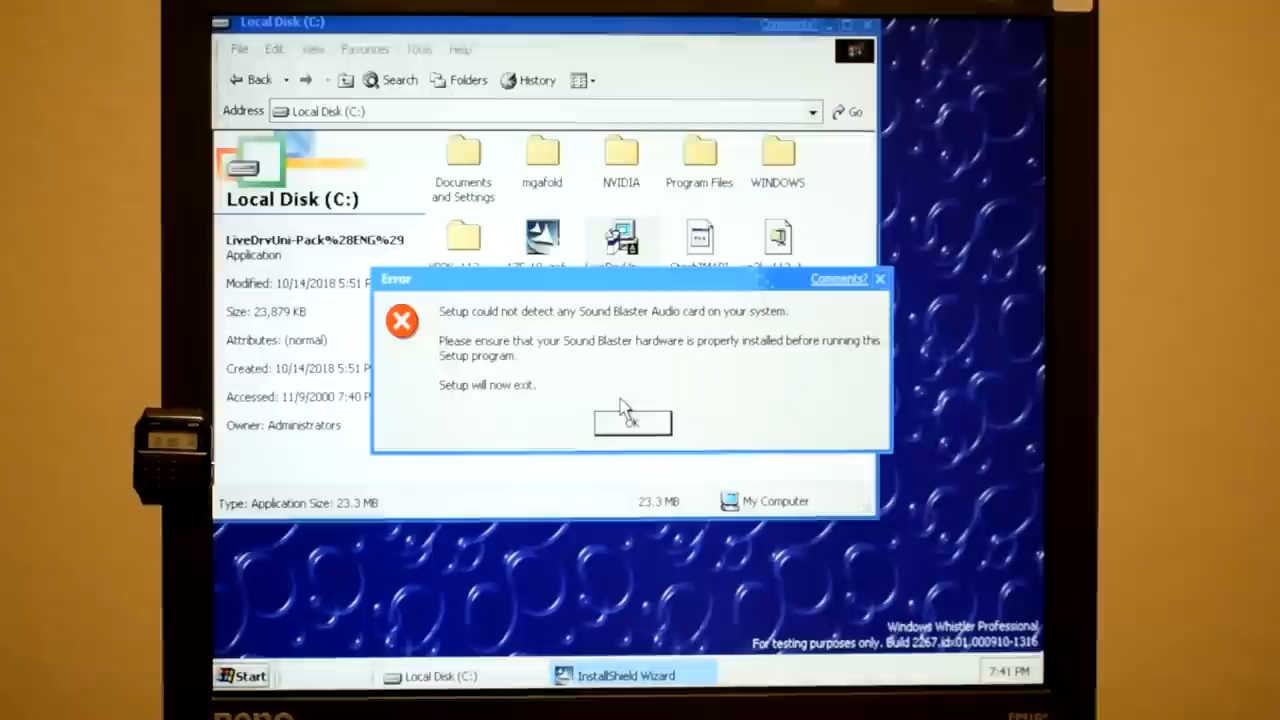 Local Disk (C:)
Comments?
File Edit View Favourites Tools Help
Back Search Folders History
Address Local Disk (C:) Go
Documents and Settings
mgafold
NVIDIA
Program Files
WINDOWS
Local Disk (C:)
LiveDrvUni-Pack%28ENG%29
Application
Modified: 10/14/2018 5:51 P
Size: 23,879 KB
Attributes: (normal)
Created: 10/14/2018 5:51 P
Accessed: 11/9/2000 7:40 P
Owner: Administrators
Error Comments?
Setup could not detect any Sound Blaster Audio card on your system.
Please ensure that your Sound Blaster hardware is properly installed before running this
Setup program.
Setup will now exit.
OK
Type: Application Size: 23.3 MB 23.3 MB My Computer
Windows Whistler Professional
For testing purposes only. Build 2267.idx01.000910-1316
Start Local Disk (C:) InstallShield Wizard 7:41 PM